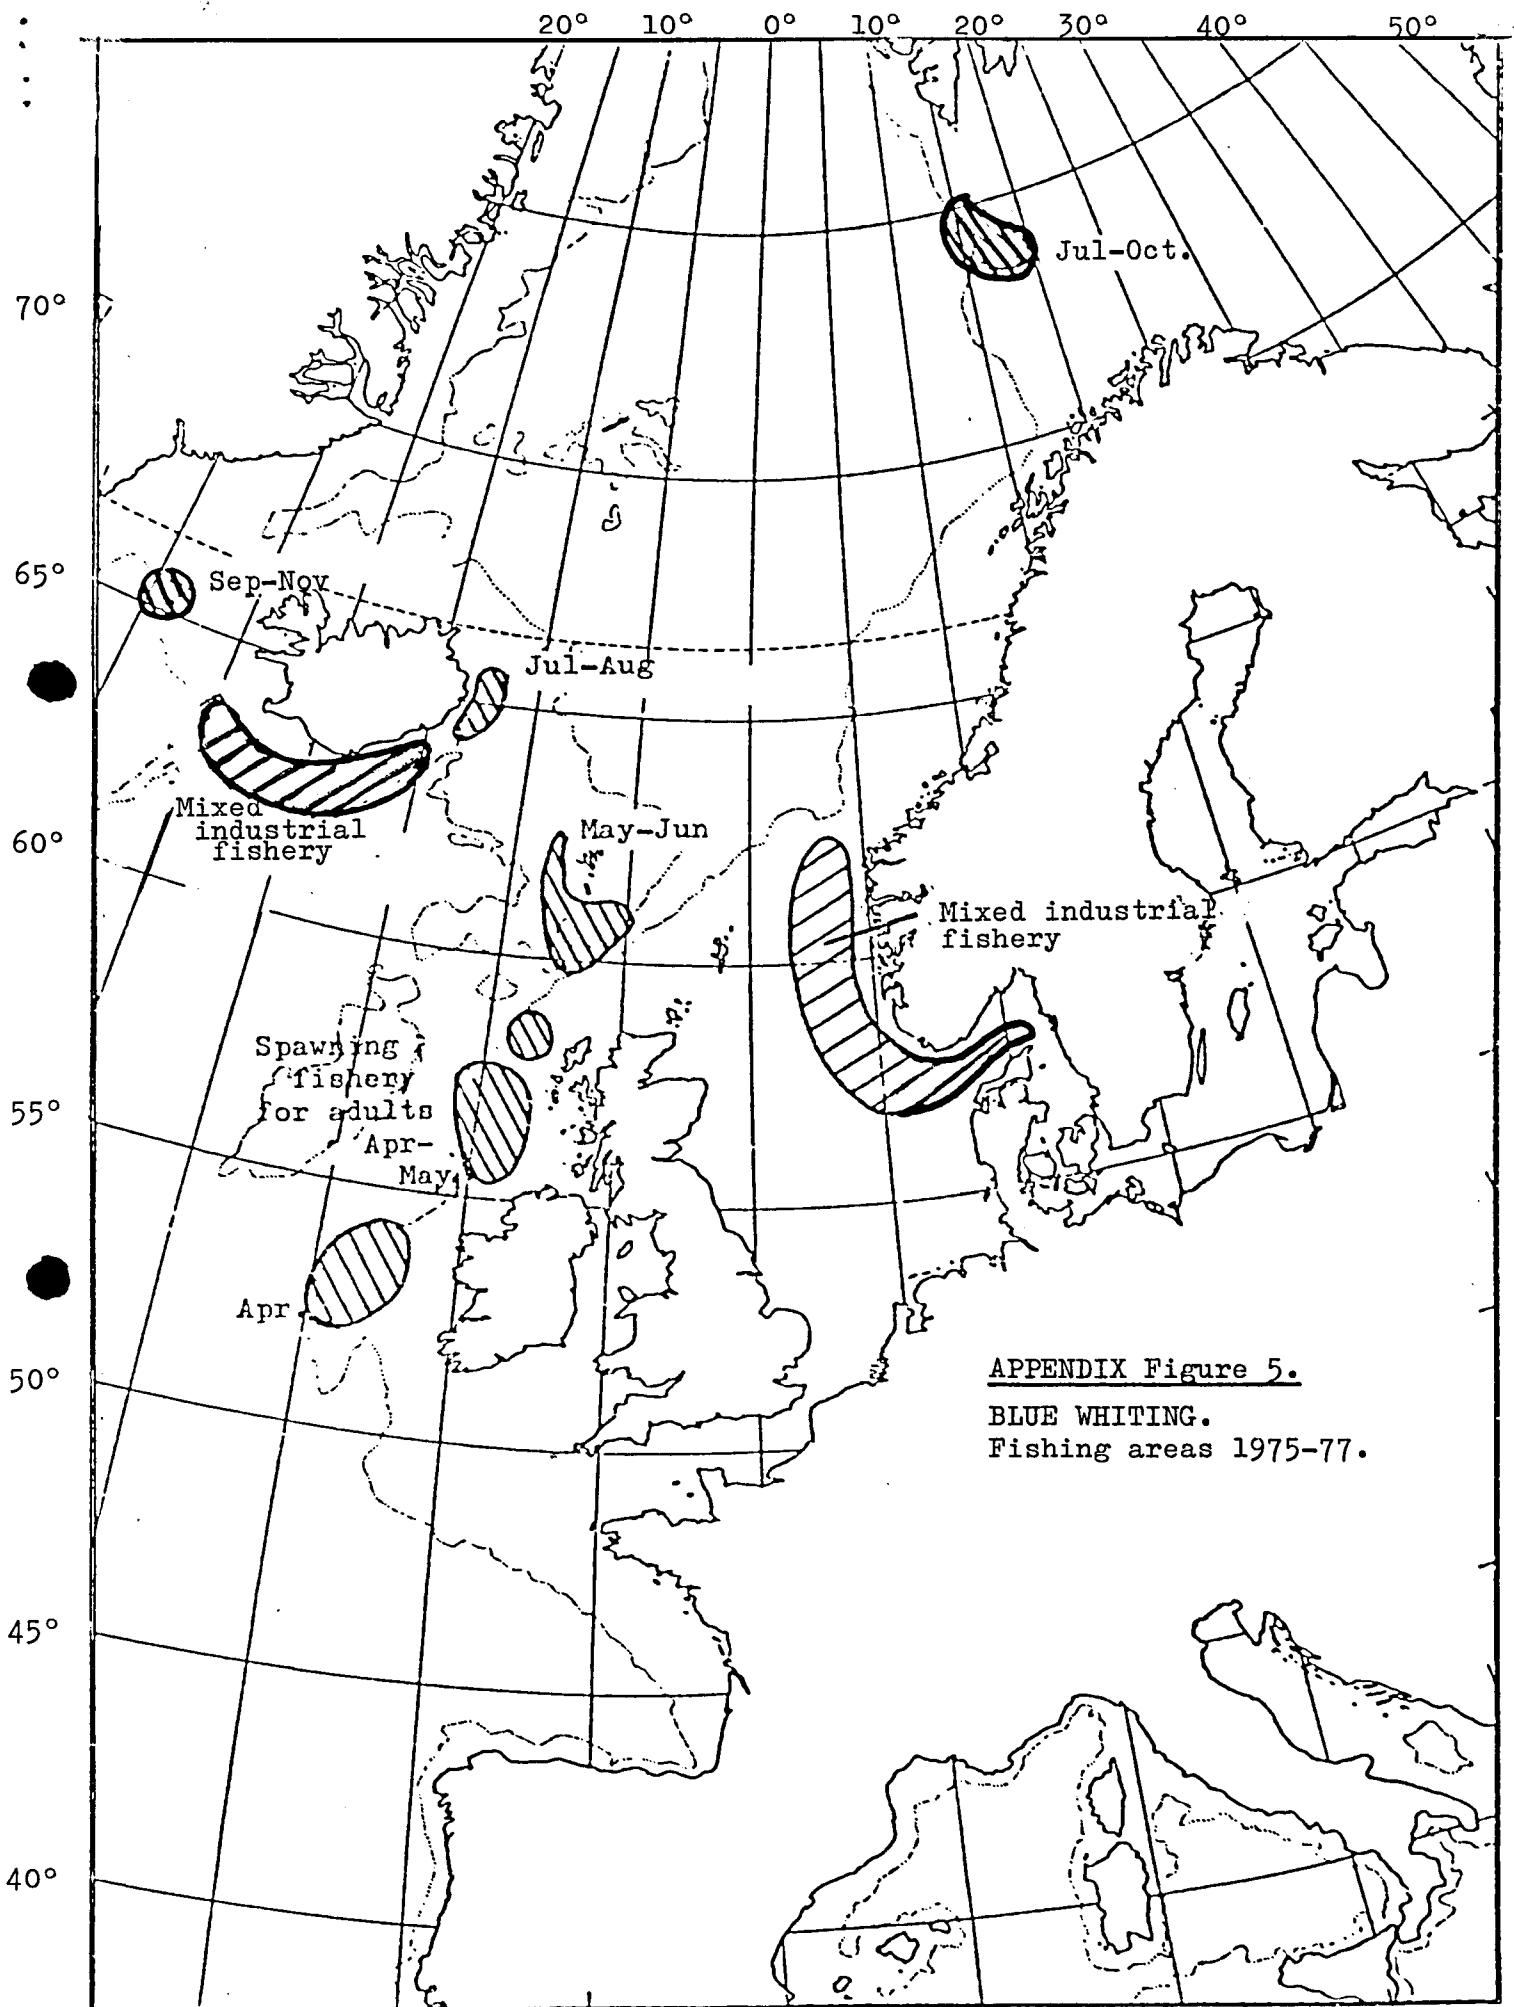 20° 10° 0° 10° 20° 30° 40° 50°
Jul-Oct.
70°
65°
Sep-Nov
Jul-Aug
Mixed
industrial
fishery
60°
May-Jun
Mixed industrial
fishery
Spawning
fishery
for adults
Apr-
May
55°
Apr
50°
APPENDIX Figure 5.
BLUE WHITING.
Fishing areas 1975-77.
45°
40°